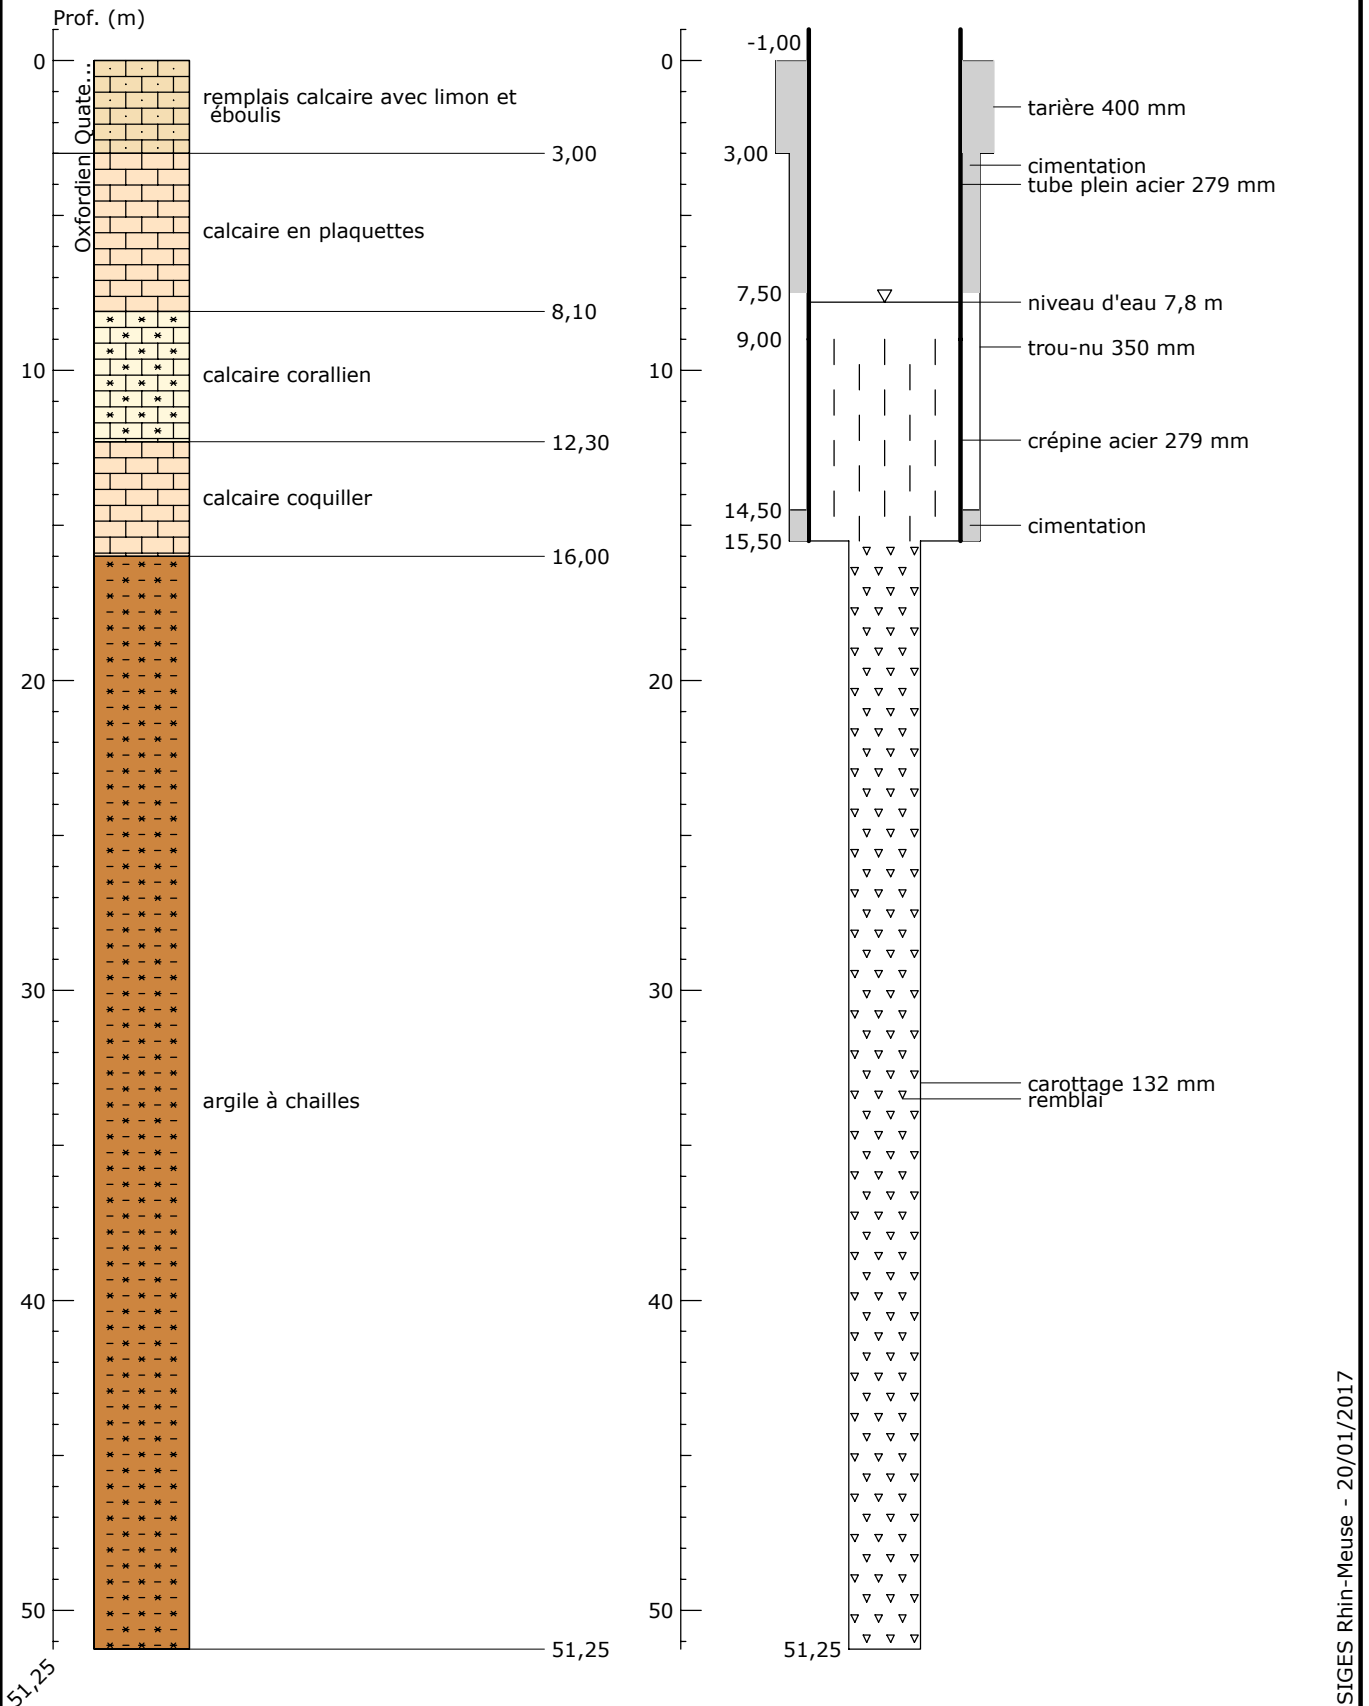 Prof. (m)
0
10
20
30
40
50
51,25
Quate...
Oxfordien
remplais calcaire avec limon et
éboulis
3,00
calcaire en plaquettes
8,10
calcaire corallien
12,30
calcaire coquiller
16,00
argile à chailles
51,25
0
10
20
30
40
50
-1,00
3,00
7,50
9,00
14,50
15,50
51,25
tarière 400 mm
cimentation
tube plein acier 279 mm
niveau d'eau 7,8 m
trou-nu 350 mm
crépine acier 279 mm
cimentation
carottage 132 mm
remblai
SIGES Rhin-Meuse - 20/01/2017